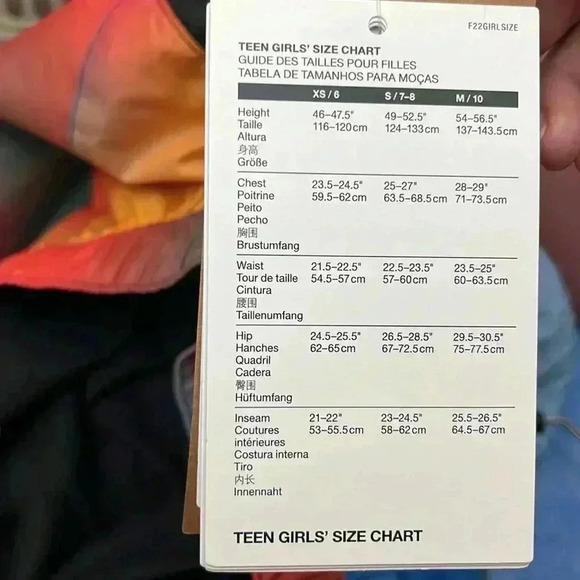 F22GIRLSIZE
TEEN GIRLS' SIZE CHART
GUIDE DES TAILLES POUR FILLES
TABELA DE TAMANHOS PARA MOÇAS
XS / 6 S / 7–8 M / 10
Height 46–47.5" 49–52.5" 54–56.5"
Taille 116–120cm 124–133cm 137–143.5cm
Altura
身高
Größe
Chest 23.5–24.5" 25–27" 28–29"
Poitrine 59.5–62cm 63.5–68.5cm 71–73.5cm
Peito
Pecho
胸围
Brustumfang
Waist 21.5–22.5" 22.5–23.5" 23.5–25"
Tour de taille 54.5–57cm 57–60cm 60–63.5cm
Cintura
腰围
Taillenumfang
Hip 24.5–25.5" 26.5–28.5" 29.5–30.5"
Hanches 62–65cm 67–72.5cm 75–77.5cm
Quadril
Cadera
臀围
Hüftumfang
Inseam 21–22" 23–24.5" 25.5–26.5"
Coutures 53–55.5cm 58–62cm 64.5–67cm
intérieures
Costura interna
Tiro
内长
Innennaht
TEEN GIRLS' SIZE CHART